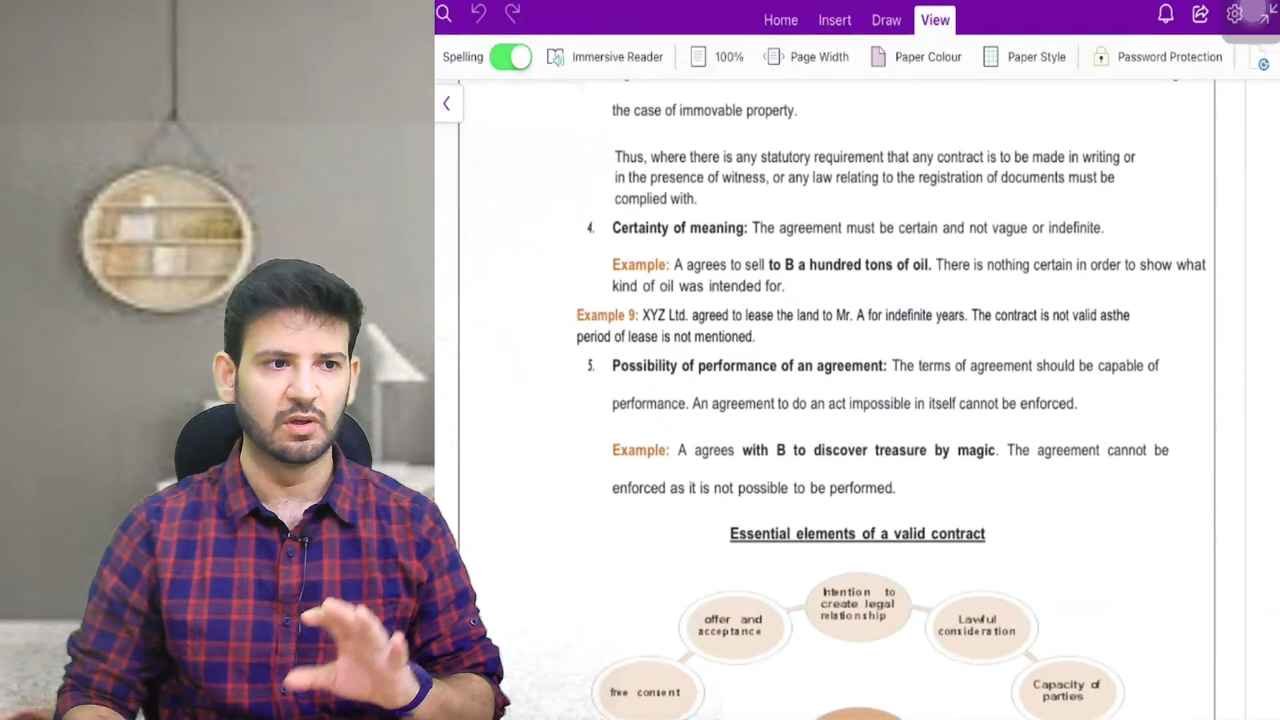 Home Insert Draw View
Spelling Immersive Reader 100% Page Width Paper Colour Paper Style Password Protection
the case of immovable property.
Thus, where there is any statutory requirement that any contract is to be made in writing or
in the presence of witness, or any law relating to the registration of documents must be
complied with.
4. Certainty of meaning: The agreement must be certain and not vague or indefinite.
Example: A agrees to sell to B a hundred tons of oil. There is nothing certain in order to show what
kind of oil was intended for.
Example 9: XYZ Ltd. agreed to lease the land to Mr. A for indefinite years. The contract is not valid asthe
period of lease is not mentioned.
5. Possibility of performance of an agreement: The terms of agreement should be capable of
performance. An agreement to do an act impossible in itself cannot be enforced.
Example: A agrees with B to discover treasure by magic. The agreement cannot be
enforced as it is not possible to be performed.
Essential elements of a valid contract
Intention to
create legal
relationship
offer and
acceptance
Lawful
consideration
free consent
Capacity of
parties